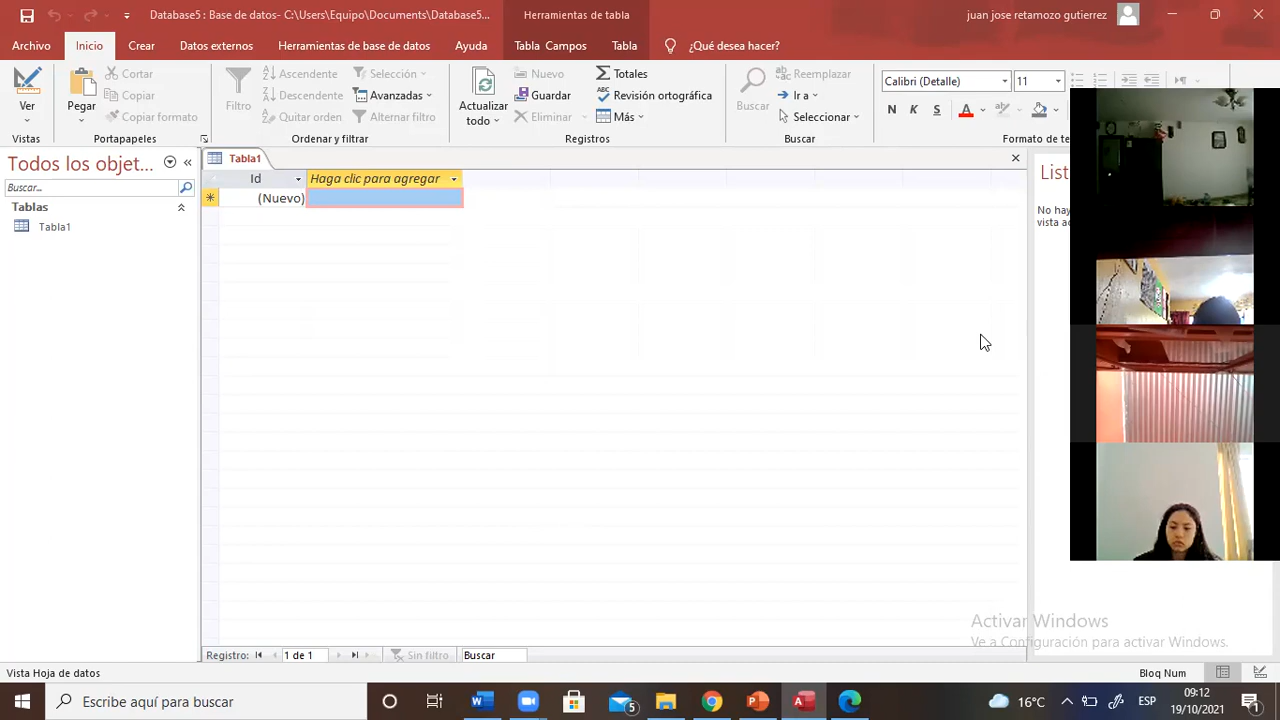 Database5 : Base de datos- C:\Users\Equipo\Documents\Database5... Herramientas de tabla juan jose retamozo gutierrez
Archivo Inicio Crear Datos externos Herramientas de base de datos Ayuda Tabla Campos Tabla ¿Qué desea hacer?
Ver
Vistas
Pegar
Cortar
Copiar
Copiar formato
Portapapeles
Filtro
Ascendente
Descendente
Quitar orden
Selección
Avanzadas
Alternar filtro
Ordenar y filtrar
Actualizar
todo
Nuevo
Guardar
Eliminar
Totales
Revisión ortográfica
Más
Registros
Buscar
Reemplazar
Ir a
Seleccionar
Buscar
Calibri (Detalle) 11
N K S A
Formato de te
Todos los objet...
Buscar...
Tablas
Tabla1
Tabla1
Id Haga clic para agregar
(Nuevo)
List
No hay
vista ac
Activar Windows
Ve a Configuración para activar Windows.
Registro: 1 de 1 Sin filtro Buscar
Vista Hoja de datos Bloq Num
Escribe aquí para buscar
5
16°C
ESP
09:12
19/10/2021
1